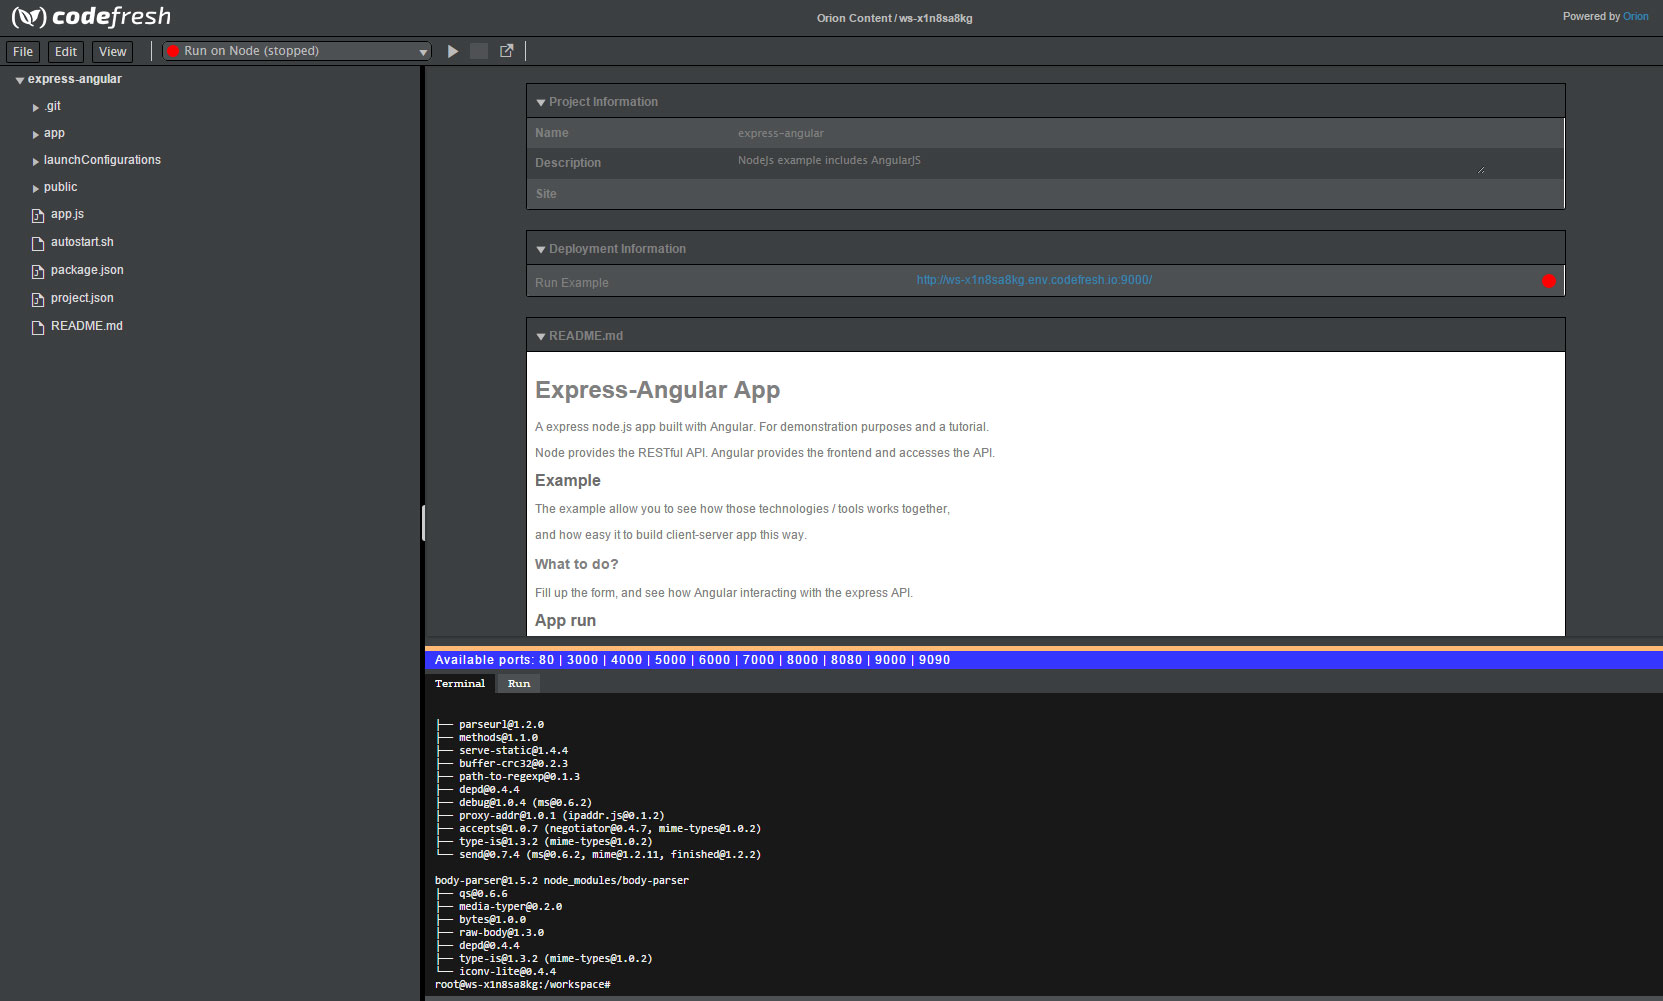 codefresh
Orion Content / ws-x1n8sa8kg
Powered by Orion
File Edit View Run on Node (stopped)
express-angular
.git
app
launchConfigurations
public
app.js
autostart.sh
package.json
project.json
README.md
Project Information
Name express-angular
Description NodeJs example includes AngularJS
Site
Deployment Information
Run Example http://ws-x1n8sa8kg.env.codefresh.io:9000/
README.md
Express-Angular App
A express node.js app built with Angular. For demonstration purposes and a tutorial.
Node provides the RESTful API. Angular provides the frontend and accesses the API.
Example
The example allow you to see how those technologies / tools works together,
and how easy it to build client-server app this way.
What to do?
Fill up the form, and see how Angular interacting with the express API.
App run
Available ports: 80 | 3000 | 4000 | 5000 | 6000 | 7000 | 8000 | 8080 | 9000 | 9090
Terminal Run
├── parseurl@1.2.0
├── methods@1.1.0
├── serve-static@1.4.4
├── buffer-crc32@0.2.3
├── path-to-regexp@0.1.3
├── depd@0.4.4
├── debug@1.0.4 (ms@0.6.2)
├── proxy-addr@1.0.1 (ipaddr.js@0.1.2)
├── accepts@1.0.7 (negotiator@0.4.7, mime-types@1.0.2)
├── type-is@1.3.2 (mime-types@1.0.2)
└── send@0.7.4 (ms@0.6.2, mime@1.2.11, finished@1.2.2)
body-parser@1.5.2 node_modules/body-parser
├── qs@0.6.6
├── media-typer@0.2.0
├── bytes@1.0.0
├── raw-body@1.3.0
├── depd@0.4.4
├── type-is@1.3.2 (mime-types@1.0.2)
└── iconv-lite@0.4.4
root@ws-x1n8sa8kg:/workspace#